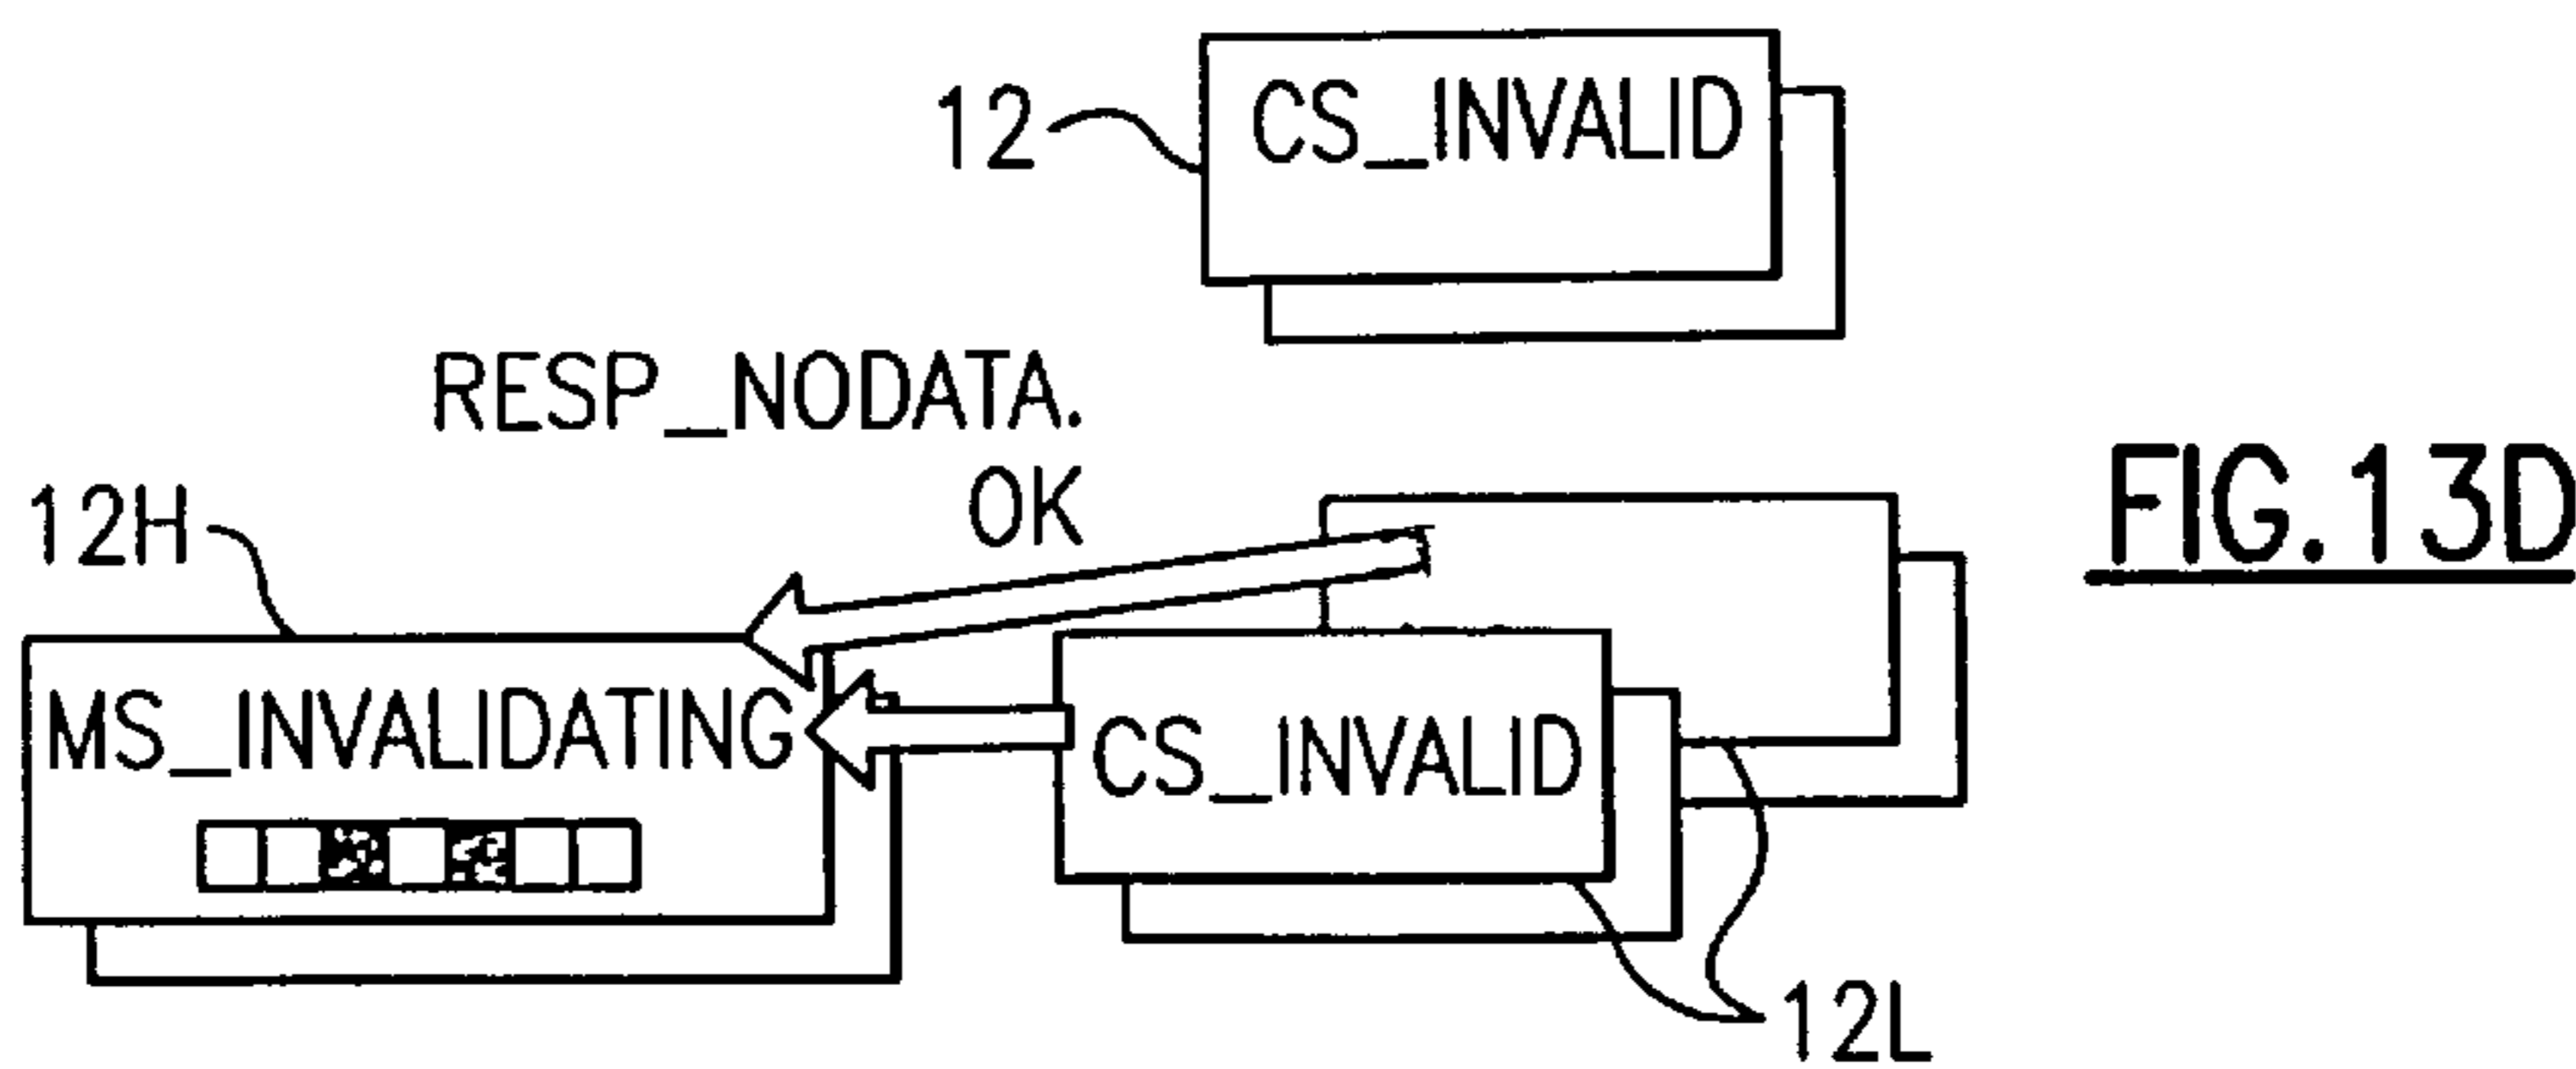 12
CS_INVALID
RESP_NODATA.
OK
12H
FIG.13D
MS_INVALIDATING
CS_INVALID
12L